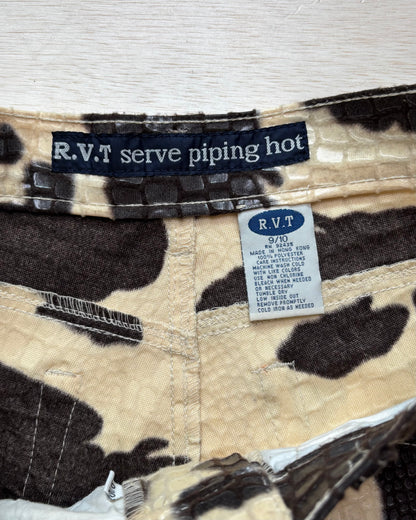 R.V.T serve piping hot
R.V.T
9/10
RN 92435
MADE IN HONG KONG
100% POLYESTER
CARE INSTRUCTIONS
MACHINE WASH COLD
WITH LIKE COLORS
USE NON CHLORINE
BLEACH WHEN NEEDED
OR NECESSARY
TUMBLE DRY
LOW INSIDE OUT
REMOVE PROMPTLY
COLD IRON AS NEEDED